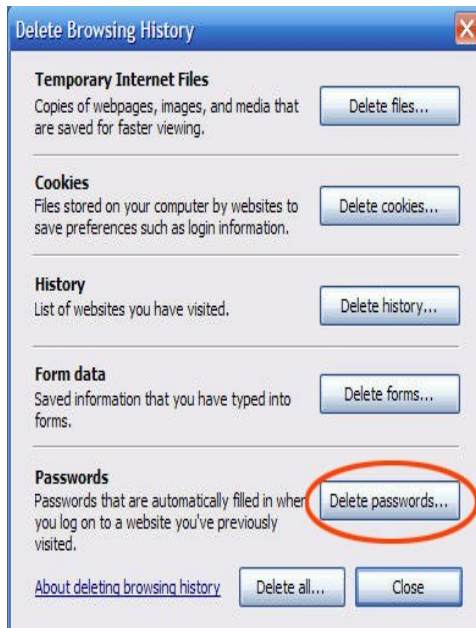 Delete Browsing History
Temporary Internet Files
Copies of webpages, images, and media that
are saved for faster viewing.
Delete files...
Cookies
Files stored on your computer by websites to
save preferences such as login information.
Delete cookies...
History
List of websites you have visited.
Delete history...
Form data
Saved information that you have typed into
forms.
Delete forms...
Passwords
Passwords that are automatically filled in when
you log on to a website you've previously
visited.
Delete passwords...
About deleting browsing history
Delete all...
Close